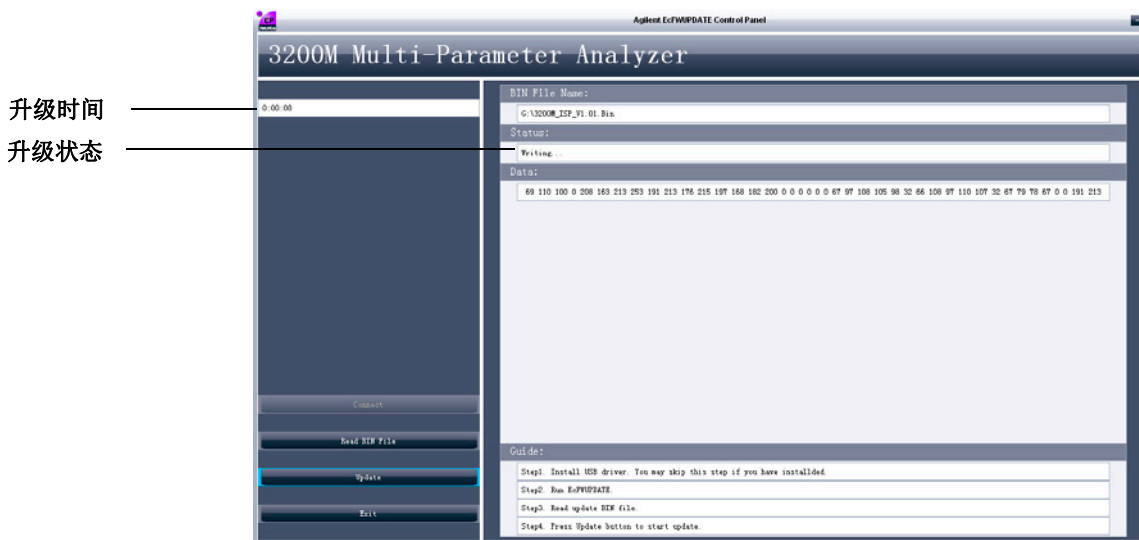 CP
Agilent EcFWUPDATE Control Panel
3200M Multi-Parameter Analyzer
升级时间
0:00:00
升级状态
BIN File Name:
G:\3200M_ISP_V1.01.Bin
Status:
Writing...
Data:
69 110 100 0 208 163 213 253 191 213 176 215 197 168 182 200 0 0 0 0 0 0 67 97 108 105 98 32 66 108 97 110 107 32 67 79 78 67 0 0 191 213
Connect
Read BIN File
Update
Exit
Guide:
Step1. Install USB driver. You may skip this step if you have installded.
Step2. Run EcFWUPDATE.
Step3. Read update BIN file.
Step4. Press Update button to start update.